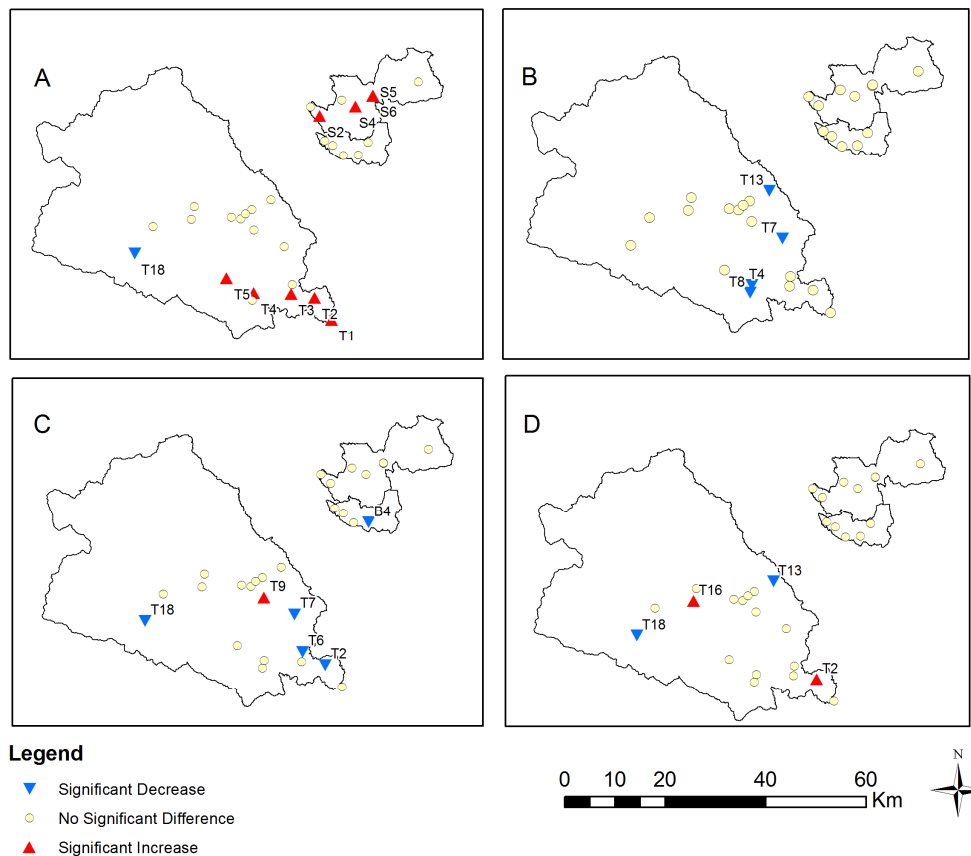 A
S5
S6
S4
S2
T18
T5
T4
T3
T2
T1
B
T13
T7
T8 T4
C
B4
T9
T18
T7
T6
T2
D
T13
T16
T18
T2
Legend
Significant Decrease
No Significant Difference
Significant Increase
0 10 20 40 60
Km
N